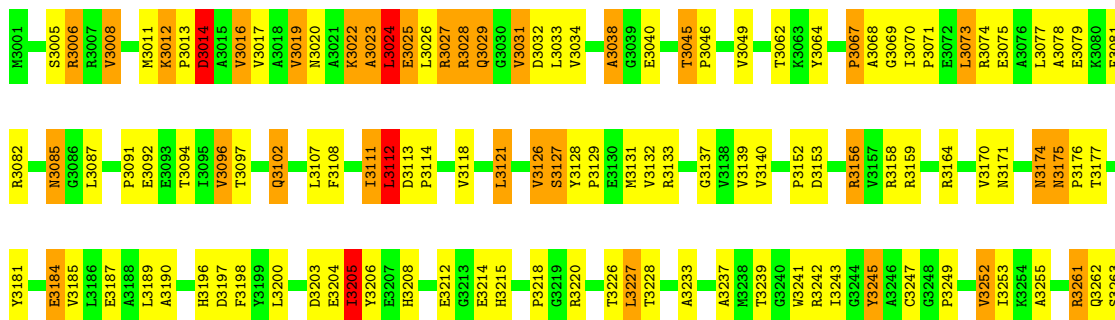 M3001 S3005 R3006 R3007 V3008 M3011 K3012 P3013 D3014 A3015 V3016 V3017 A3018 V3019 N3020 A3021 K3022 A3023 L3024 E3025 L3026 R3027 R3028 Q3029 G3030 V3031 D3032 L3033 V3034 A3038 G3039 E3040 T3045 P3046 V3049 T3062 K3063 Y3064 P3067 A3068 G3069 I3070 P3071 E3072 L3073 R3074 E3075 A3076 L3077 A3078 E3079 K3080
R3082 N3085 G3086 L3087 P3091 E3092 E3093 T3094 I3095 V3096 T3097 Q3102 L3107 F3108 I3111 L3112 D3113 P3114 V3118 L3121 V3126 S3127 Y3128 P3129 E3130 M3131 V3132 R3133 G3137 V3138 V3139 V3140 P3152 D3153 R3156 V3157 R3158 R3159 R3164 V3170 N3171 N3174 N3175 P3176 T3177
Y3181 E3184 V3185 L3186 E3187 A3188 L3189 A3190 H3196 D3197 F3198 Y3199 L3200 D3203 E3204 I3205 Y3206 E3207 H3208 E3212 G3213 E3214 H3215 P3218 G3219 R3220 T3226 L3227 T3228 A3233 A3237 M3238 T3239 G3240 W3241 R3242 I3243 G3244 Y3245 A3246 C3247 G3248 P3249 V3252 I3253 K3254 A3255 R3261 Q3262